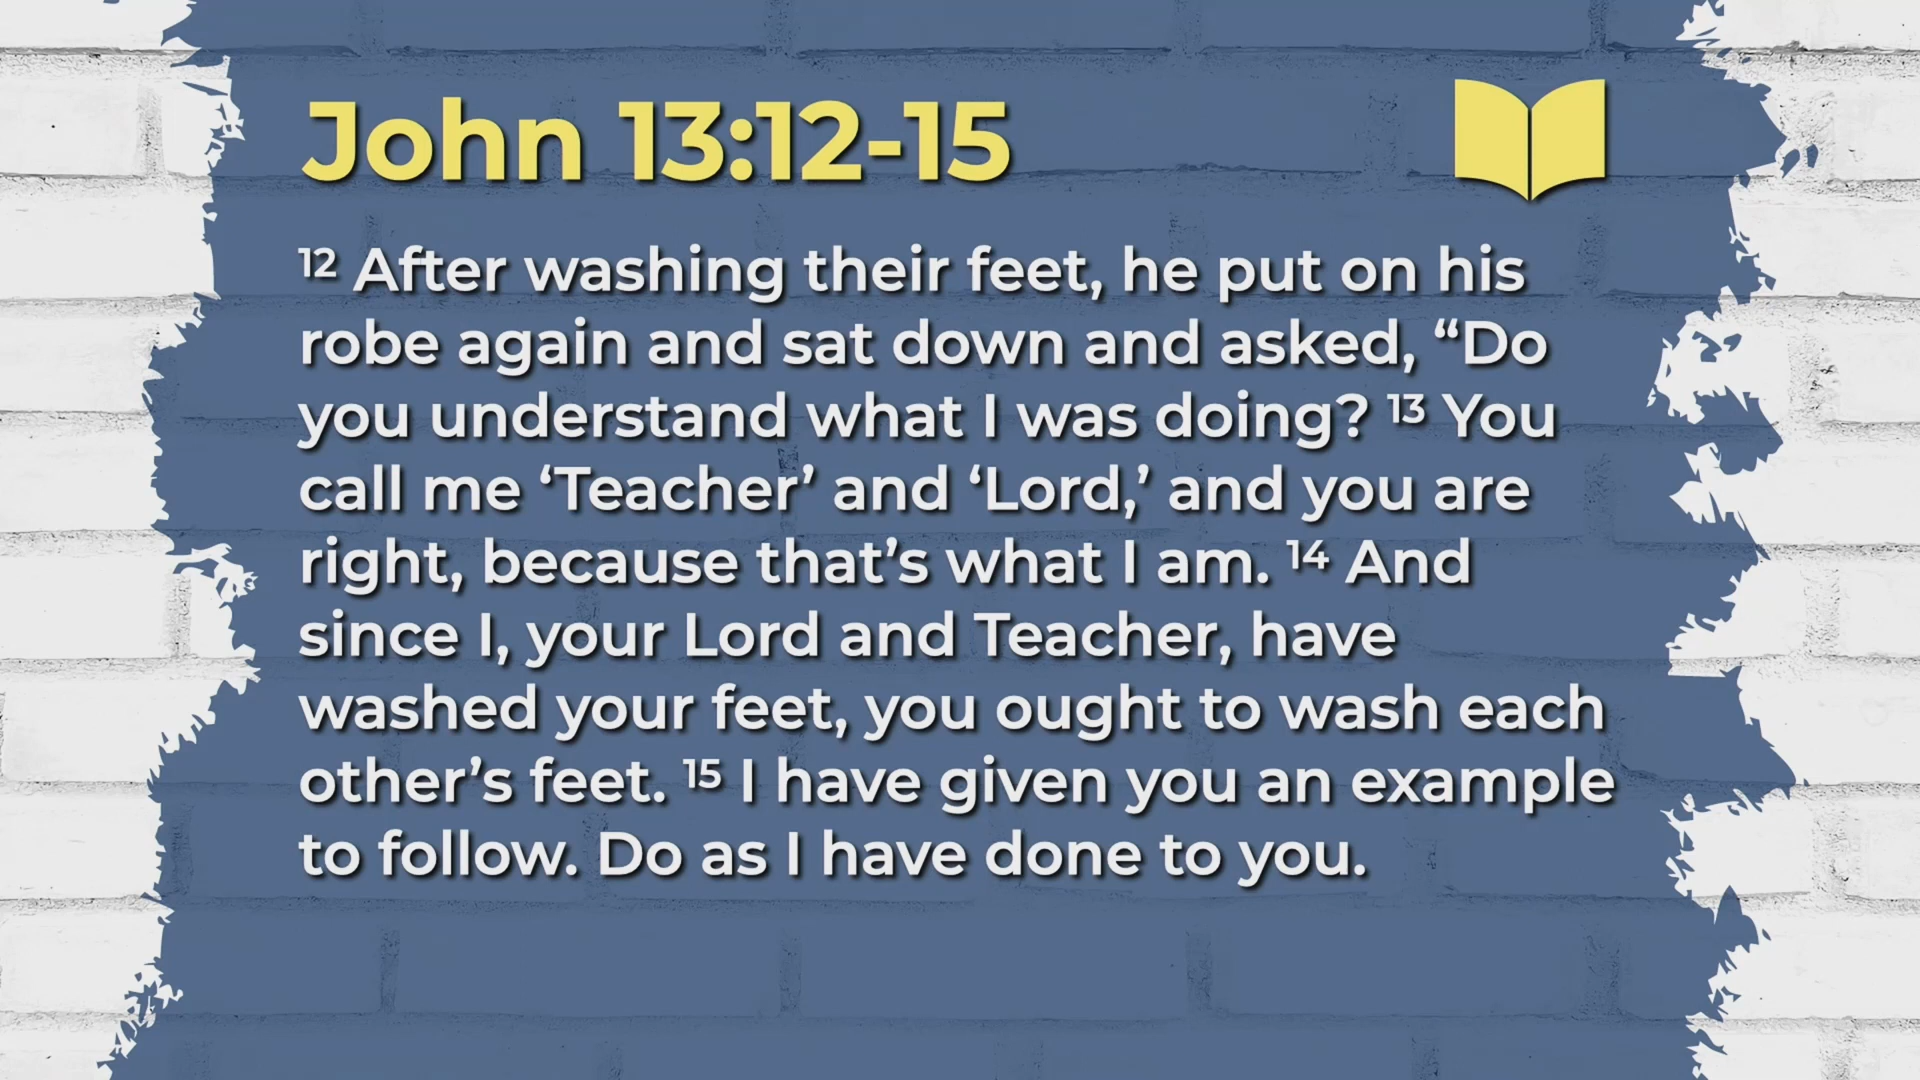 John 13:12-15
¹² After washing their feet, he put on his
robe again and sat down and asked, “Do
you understand what I was doing? ¹³ You
call me ‘Teacher’ and ‘Lord,’ and you are
right, because that’s what I am. ¹⁴ And
since I, your Lord and Teacher, have
washed your feet, you ought to wash each
other’s feet. ¹⁵ I have given you an example
to follow. Do as I have done to you.